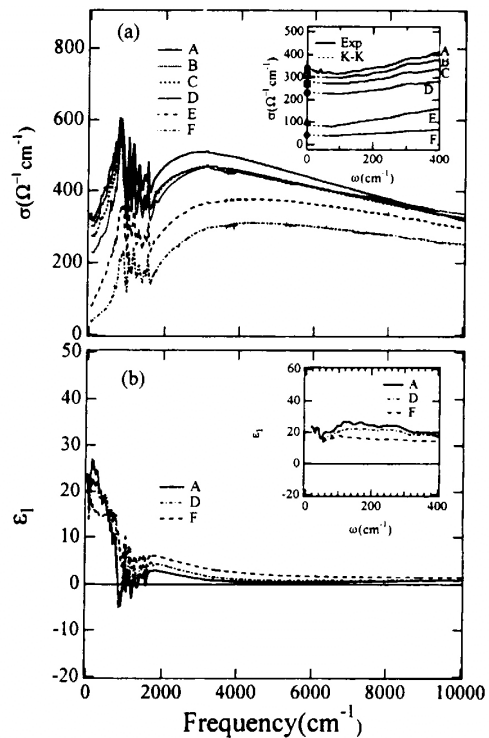 800
(a)
A
B
C
D
E
F
600
400
200
0
σ(Ω⁻¹cm⁻¹)
500
400
300
200
100
0
Exp
K-K
A
B
C
D
E
F
σ(Ω⁻¹cm⁻¹)
0
200
400
ω(cm⁻¹)
50
(b)
40
30
20
10
0
-10
-20
ε₁
A
D
F
60
40
20
0
-20
ε₁
A
D
F
0
200
400
ω(cm⁻¹)
0
2000
4000
6000
8000
10000
Frequency(cm⁻¹)